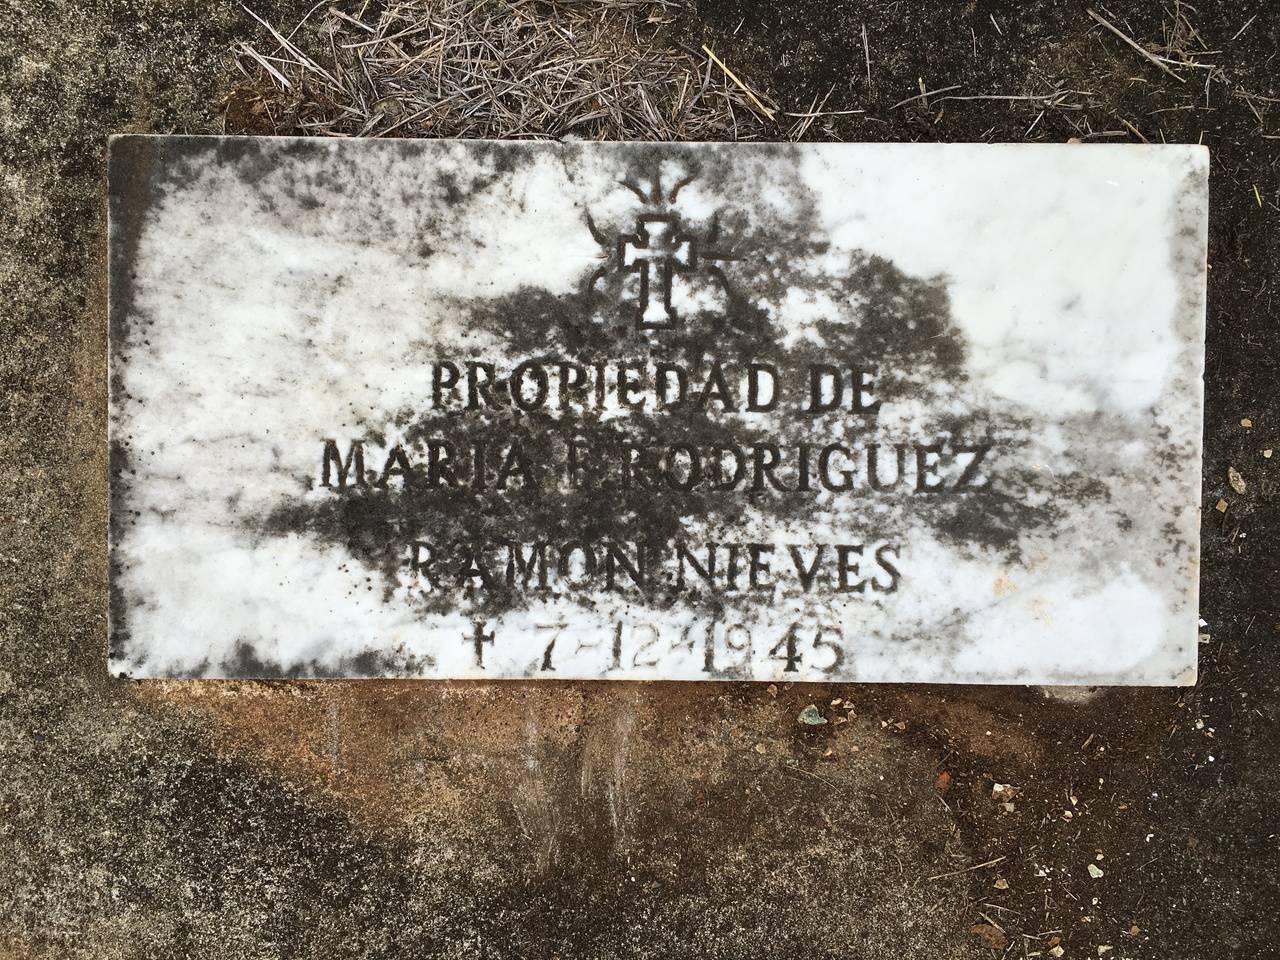 PROPIEDAD DE
MARIA F RODRIGUEZ
RAMON NIEVES
† 7-12-1945